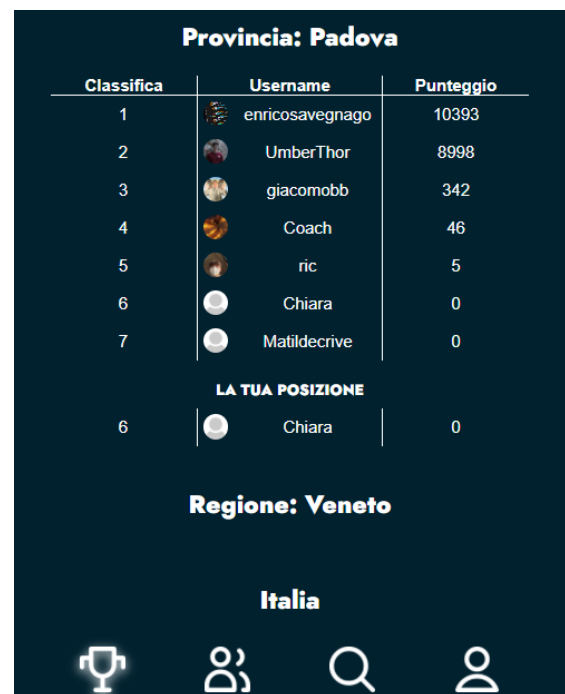 Provincia: Padova
Classifica Username Punteggio
1 enricosavegnago 10393
2 UmberThor 8998
3 giacomobb 342
4 Coach 46
5 ric 5
6 Chiara 0
7 Matildecrive 0
LA TUA POSIZIONE
6 Chiara 0
Regione: Veneto
Italia